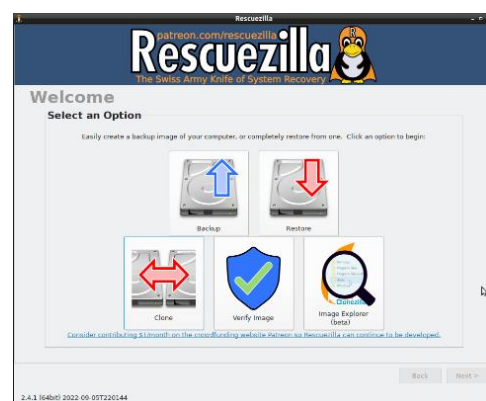 Rescuezilla
patreon.com/rescuezilla
Rescuezilla
The Swiss Army Knife of System Recovery
Welcome
Select an Option
Easily create a backup image of your computer, or completely restore from one. Click an option to begin:
Backup
Restore
Clone
Verify Image
Image Explorer
(beta)
Consider contributing $1/month on the crowdfunding website Patreon so Rescuezilla can continue to be developed.
Back
Next >
2.4.1 (64bit) 2022-09-05T220144